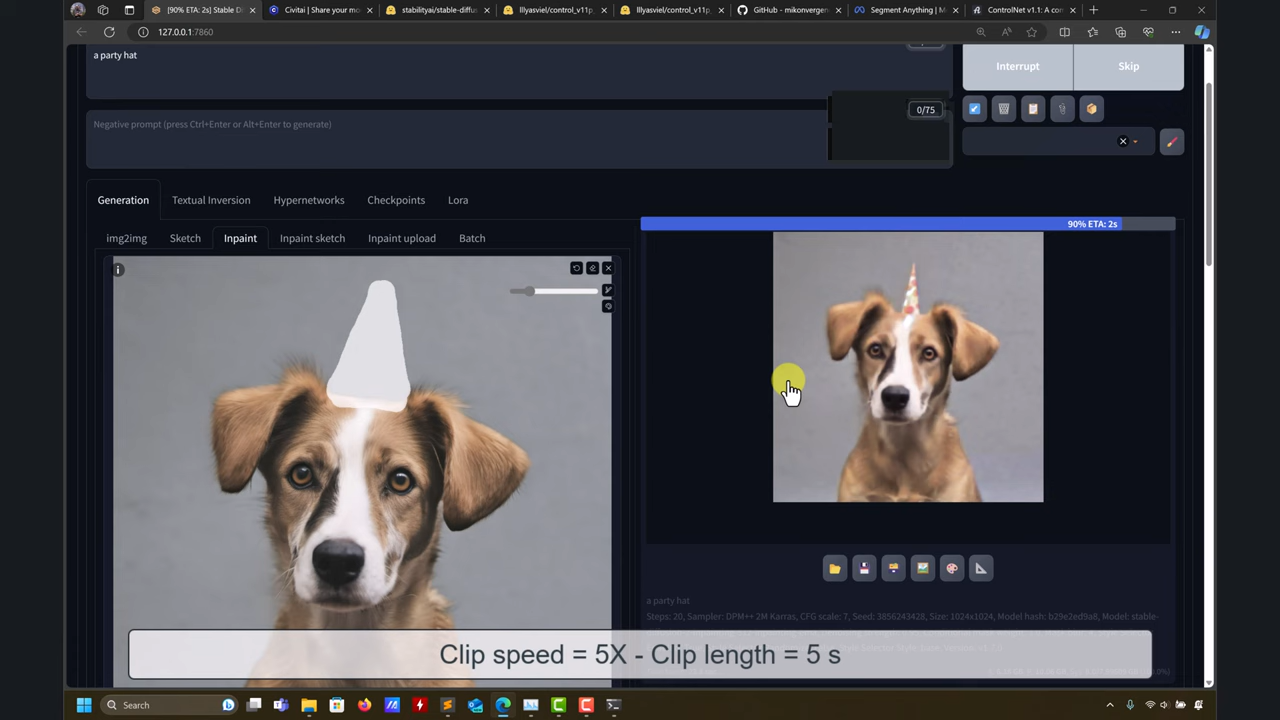 [90% ETA: 2s] Stable Di
Civitai | Share your mo
stabilityai/stable-diffus
lllyasviel/control_v11p
lllyasviel/control_v11p
GitHub - mikonvergen
Segment Anything | M
ControlNet v1.1: A con
127.0.0.1:7860
a party hat
Interrupt
Skip
0/75
Negative prompt (press Ctrl+Enter or Alt+Enter to generate)
Generation
Textual Inversion
Hypernetworks
Checkpoints
Lora
90% ETA: 2s
img2img
Sketch
Inpaint
Inpaint sketch
Inpaint upload
Batch
a party hat
Steps: 20, Sampler: DPM++ 2M Karras, CFG scale: 7, Seed: 3856243428, Size: 1024x1024, Model hash: b29e2ed9a8, Model: stable-
Clip speed = 5X - Clip length = 5 s
Search